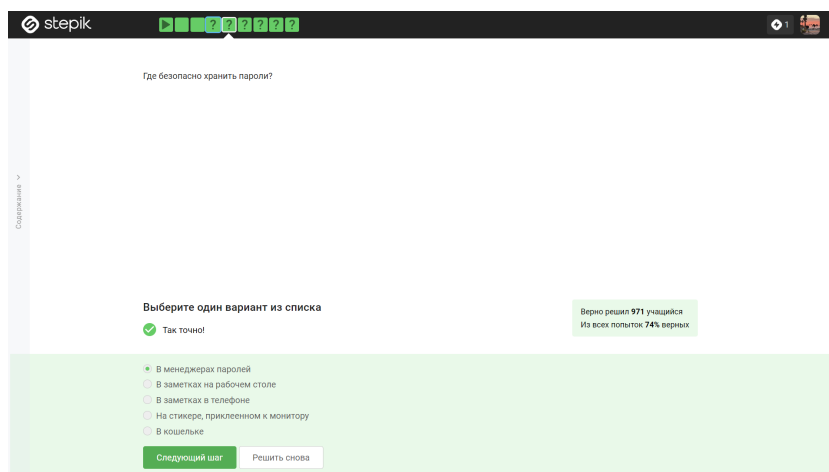 stepik
? ? ? ? ? ?
1
Где безопасно хранить пароли?
Содержание
Выберите один вариант из списка
Так точно!
Верно решил 971 учащийся
Из всех попыток 74% верных
В менеджерах паролей
В заметках на рабочем столе
В заметках в телефоне
На стикере, приклеенном к монитору
В кошельке
Следующий шаг
Решить снова